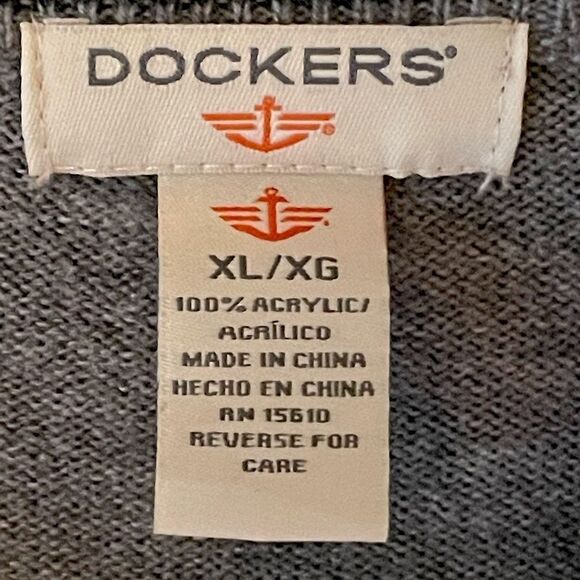 DOCKERS®
XL/XG
100% ACRYLIC/
ACRÍLICO
MADE IN CHINA
HECHO EN CHINA
RN 15610
REVERSE FOR
CARE